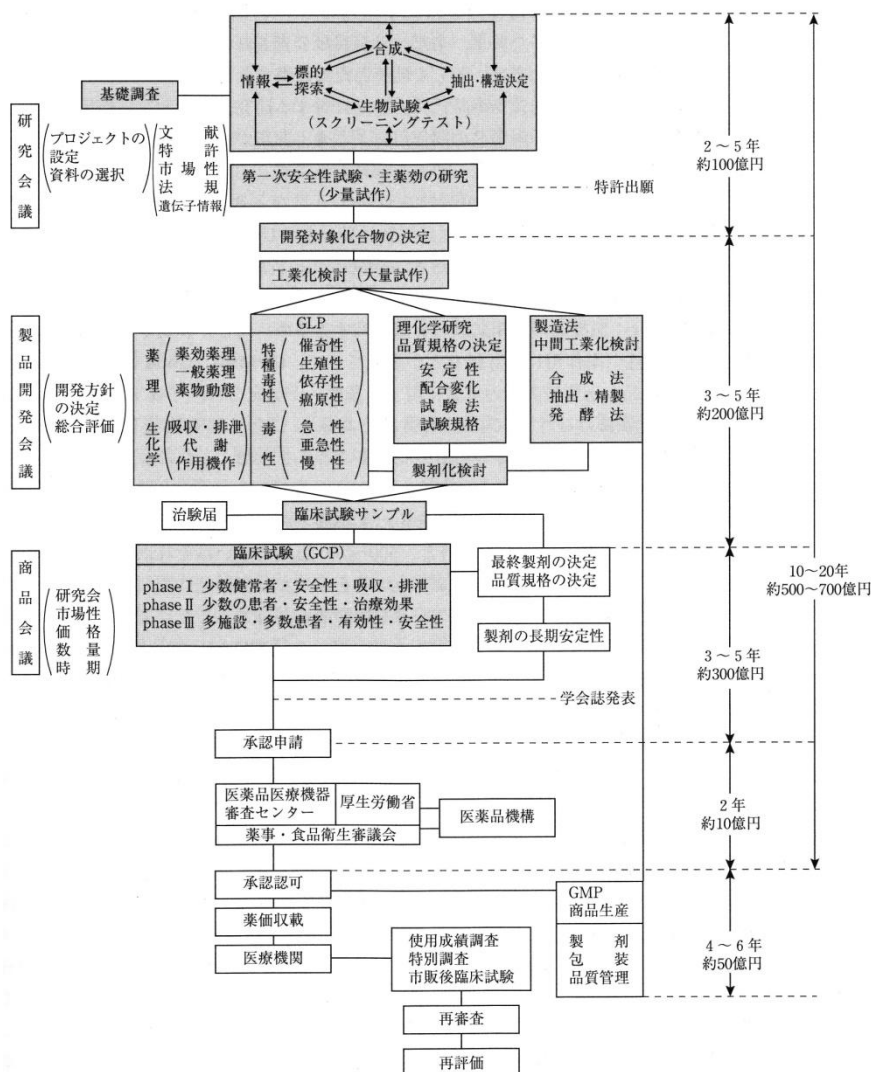 合成
情報
標的
探索
抽出・構造決定
生物試験
(スクリーニングテスト)
基礎調査
研究会議
プロジェクトの
設定
資料の選択
文献
特許
市場性
法規
遺伝子情報
2～5年
約100億円
第一次安全性試験・主薬効の研究
(少量試作)
特許出願
開発対象化合物の決定
工業化検討(大量試作)
製品開発会議
開発方針
の決定
総合評価
薬理
薬効薬理
一般薬理
薬物動態
生化学
吸収・排泄
代謝
作用機作
GLP
特種毒性
催奇性
生殖性
依存性
癌原性
毒性
急性
亜急性
慢性
理化学研究
品質規格の決定
安定性
配合変化
試験法
試験規格
製造法
中間工業化検討
合成法
抽出・精製
発酵法
3～5年
約200億円
製剤化検討
治験届
臨床試験サンプル
商品会議
研究会
市場性
価格
数量
時期
臨床試験(GCP)
phaseⅠ 少数健常者・安全性・吸収・排泄
phaseⅡ 少数の患者・安全性・治療効果
phaseⅢ 多施設・多数患者・有効性・安全性
最終製剤の決定
品質規格の決定
製剤の長期安定性
10～20年
約500～700億円
3～5年
約300億円
学会誌発表
承認申請
医薬品医療機器
審査センター
厚生労働省
薬事・食品衛生審議会
医薬品機構
2年
約10億円
承認認可
薬価収載
医療機関
GMP
商品生産
製剤
包装
品質管理
使用成績調査
特別調査
市販後臨床試験
4～6年
約50億円
再審査
再評価